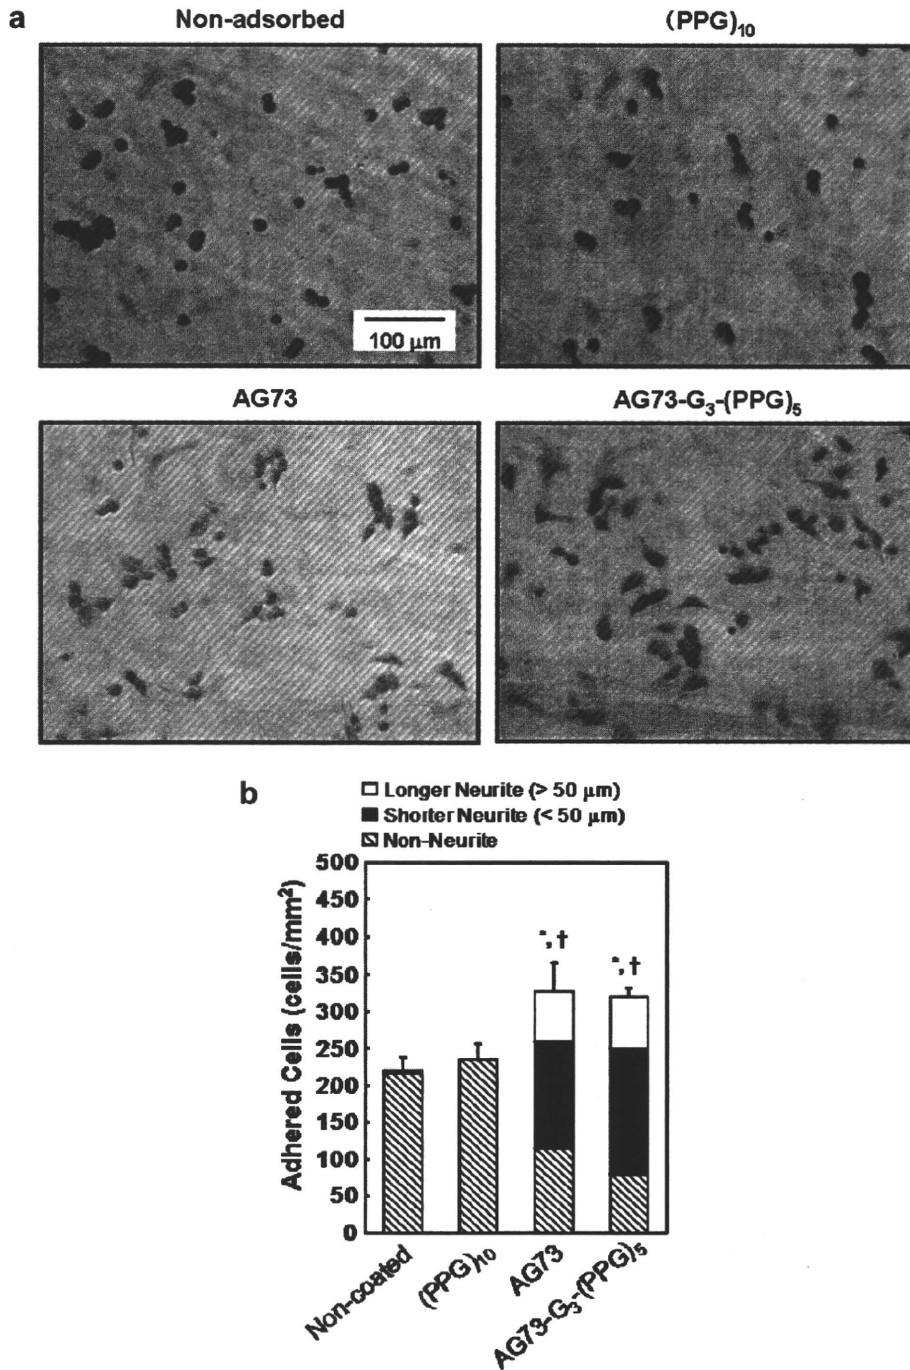 a
Non-adsorbed
(PPG)₁₀
100 μm
AG73
AG73-G₃-(PPG)₅
b
Longer Neurite (> 50 μm)
Shorter Neurite (< 50 μm)
Non-Neurite
Adhered Cells (cells/mm²)
500
450
400
350
300
250
200
150
100
50
0
*,†
*,†
Non-coated
(PPG)₁₀
AG73
AG73-G₃-(PPG)₅